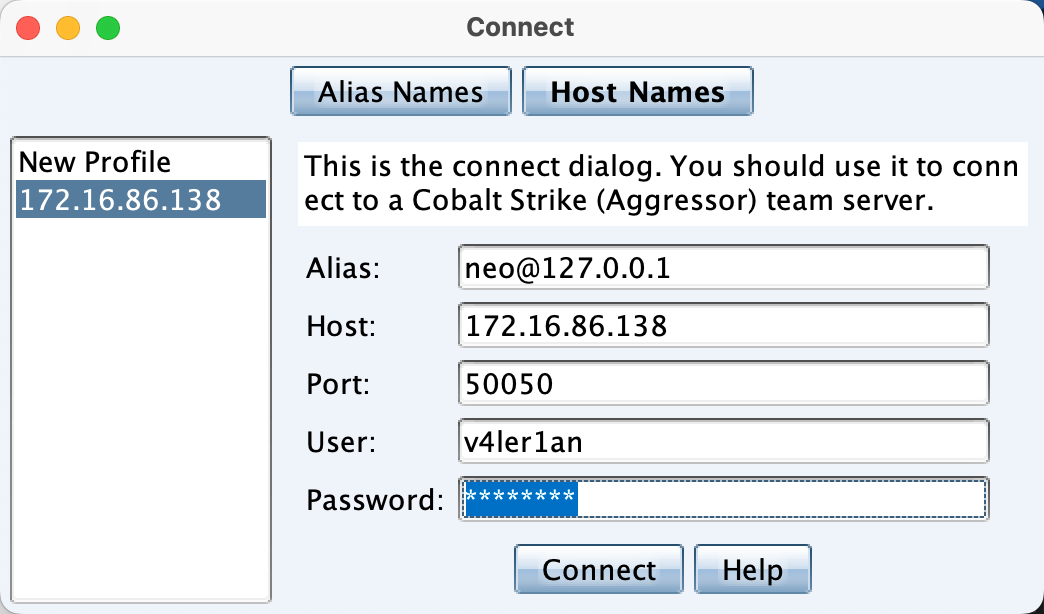 Connect
Alias Names
Host Names
New Profile
172.16.86.138
This is the connect dialog. You should use it to conn
ect to a Cobalt Strike (Aggressor) team server.
Alias: neo@127.0.0.1
Host: 172.16.86.138
Port: 50050
User: v4ler1an
Password: ********
Connect
Help